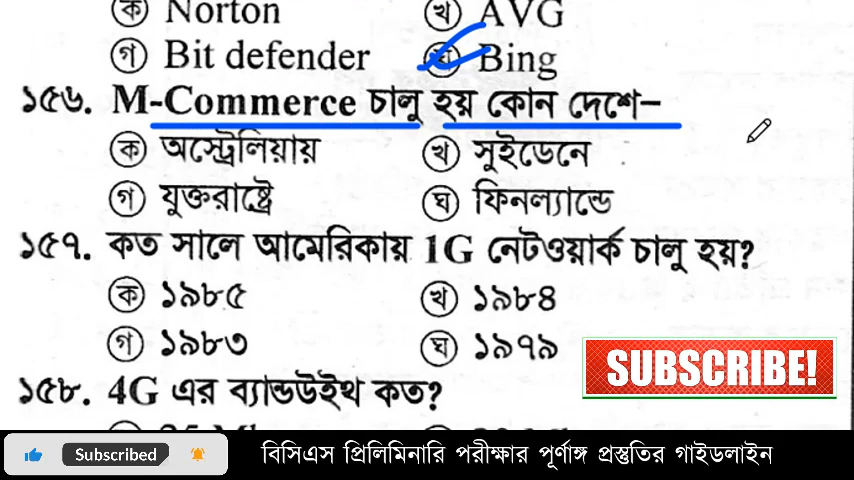 ক Norton খ AVG
গ Bit defender ঘ Bing
১৫৬. M-Commerce চালু হয় কোন দেশে–
ক অস্ট্রেলিয়ায় খ সুইডেনে
গ যুক্তরাষ্ট্রে ঘ ফিনল্যান্ডে
১৫৭. কত সালে আমেরিকায় 1G নেটওয়ার্ক চালু হয়?
ক ১৯৮৫ খ ১৯৮৪
গ ১৯৮৩ ঘ ১৯৭৯
SUBSCRIBE!
১৫৮. 4G এর ব্যান্ডউইথ কত?
Subscribed বিসিএস প্রিলিমিনারি পরীক্ষার পূর্ণাঙ্গ প্রস্তুতির গাইডলাইন